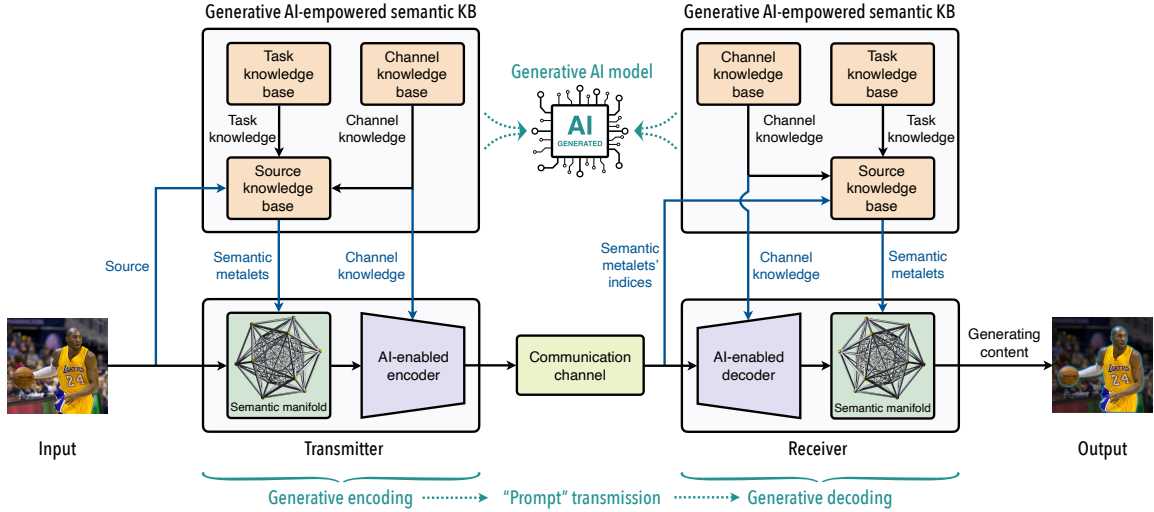 Generative AI-empowered semantic KB
Generative AI-empowered semantic KB
Task
knowledge
base
Channel
knowledge
base
Task
knowledge
Channel
knowledge
Source
knowledge
base
Generative AI model
AI
GENERATED
Channel
knowledge
base
Task
knowledge
base
Channel
knowledge
Task
knowledge
Source
knowledge
base
Source
Semantic
metalets
Channel
knowledge
Semantic
metalets’
indices
Channel
knowledge
Semantic
metalets
LAKERS
24
Semantic manifold
AI-enabled
encoder
Communication
channel
AI-enabled
decoder
Semantic manifold
Generating
content
LAKERS
24
Input
Transmitter
Receiver
Output
Generative encoding
“Prompt” transmission
Generative decoding